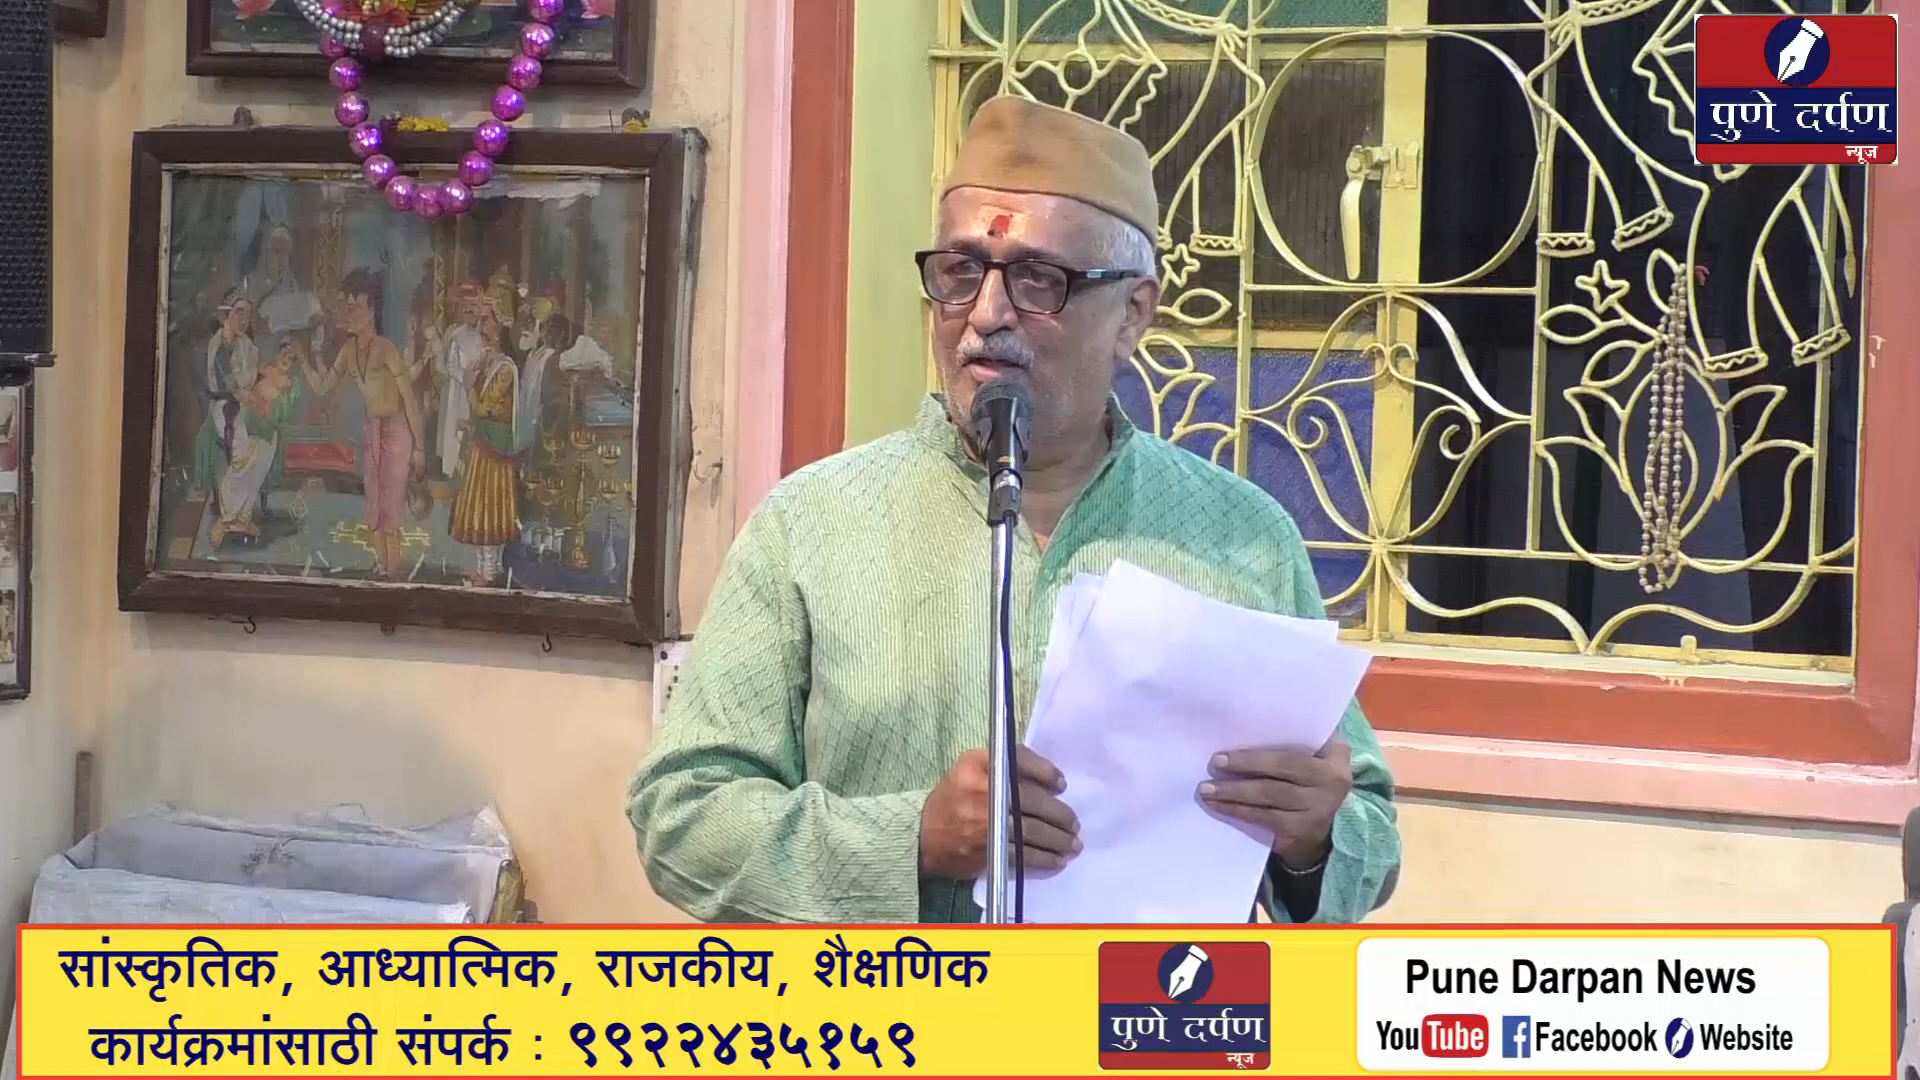 पुणे दर्पण
न्यूज
सांस्कृतिक, आध्यात्मिक, राजकीय, शैक्षणिक
कार्यक्रमांसाठी संपर्क : ९९२२४३५१५९
पुणे दर्पण
न्यूज
Pune Darpan News
YouTube Facebook Website